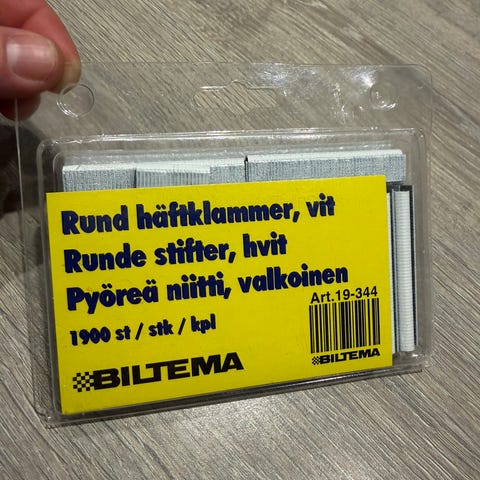 Rund häftklammer, vit
Runde stifter, hvit
Pyöreä niitti, valkoinen
1900 st / stk / kpl
Art.19-344
BILTEMA
BILTEMA